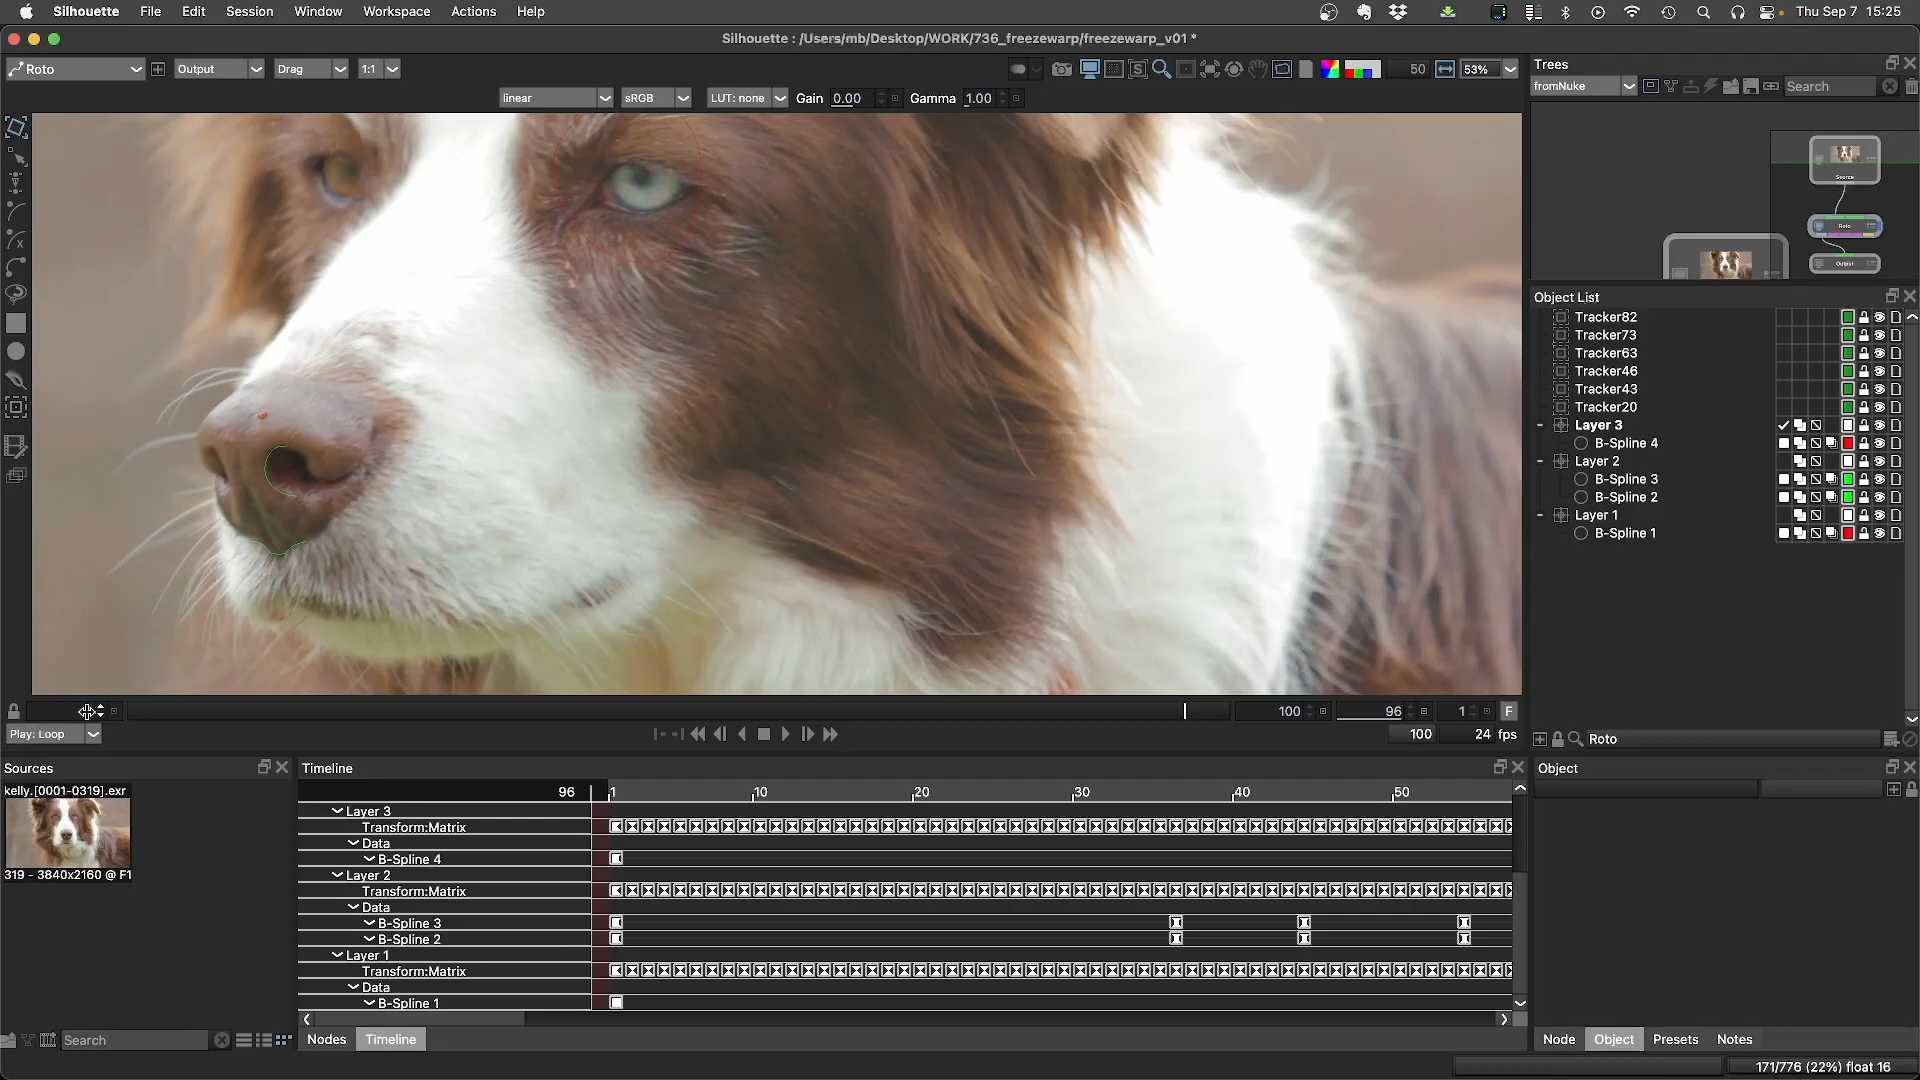 Silhouette File Edit Session Window Workspace Actions Help
Thu Sep 7 15:25
Silhouette : /Users/mb/Desktop/WORK/736_freezewarp/freezewarp_v01 *
Roto Output Drag 1:1 50 53%
linear sRGB LUT: none Gain 0.00 Gamma 1.00
Trees
fromNuke Search
Source
Roto
Output
Object List
Tracker82
Tracker73
Tracker63
Tracker46
Tracker43
Tracker20
Layer 3
B-Spline 4
Layer 2
B-Spline 3
B-Spline 2
Layer 1
B-Spline 1
100 96 1 F
Play: Loop 100 24 fps
Roto
Sources
kelly.[0001-0319].exr
319 - 3840x2160 @ F1
Search
Timeline
96 1 10 20 30 40 50
Layer 3
Transform:Matrix
Data
B-Spline 4
Layer 2
Transform:Matrix
Data
B-Spline 3
B-Spline 2
Layer 1
Transform:Matrix
Data
B-Spline 1
Nodes Timeline
Object
Node Object Presets Notes
171/776 (22%) float 16